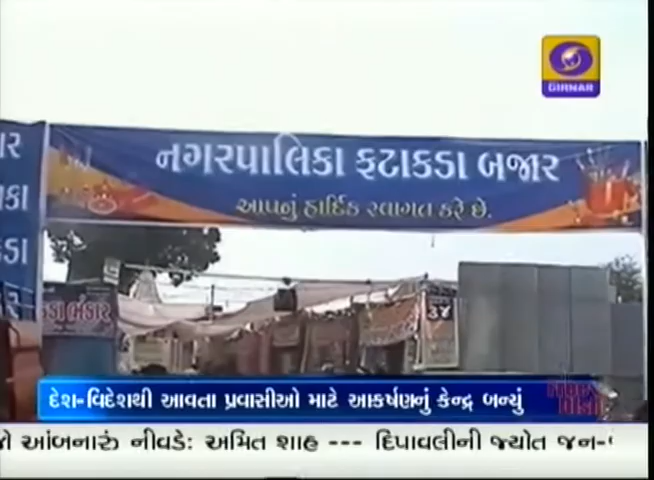 GIRNAR
નગરપાલિકા ફટાકડા બજાર
આપનું હાર્દિક સ્વાગત કરે છે.
૩૪
દેશ-વિદેશથી આવતા પ્રવાસીઓ માટે આકર્ષણનું કેન્દ્ર બન્યું
આંબનારું નીવડે: અમિત શાહ --- દિપાવલીની જ્યોત જન-